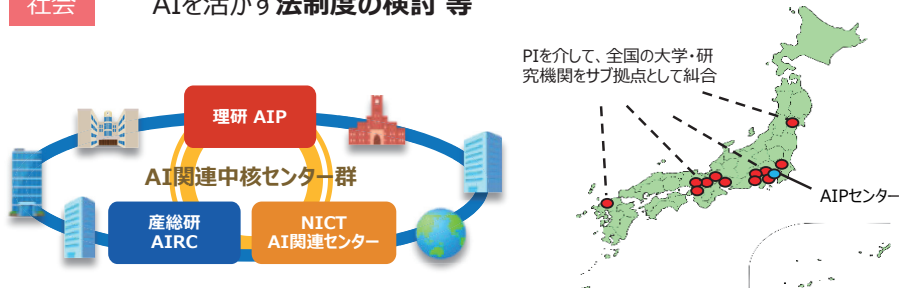 社会
AIを活かす法制度の検討 等
理研 AIP
AI関連中核センター群
産総研
AIRC
NICT
AI関連センター
PIを介して、全国の大学・研
究機関をサブ拠点として糾合
AIPセンター